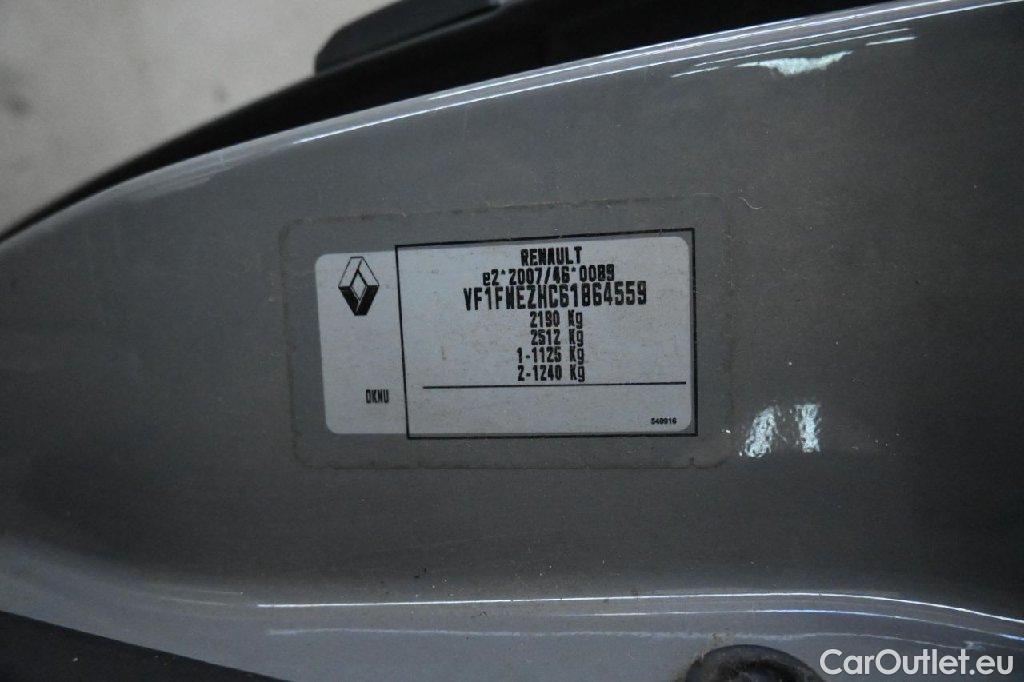 RENAULT
e2*2007/46*0089
VF1FWEZHC61864559
2190 Kg
2512 Kg
1-1125 Kg
2-1240 Kg
DKNU
540916
CarOutlet.eu